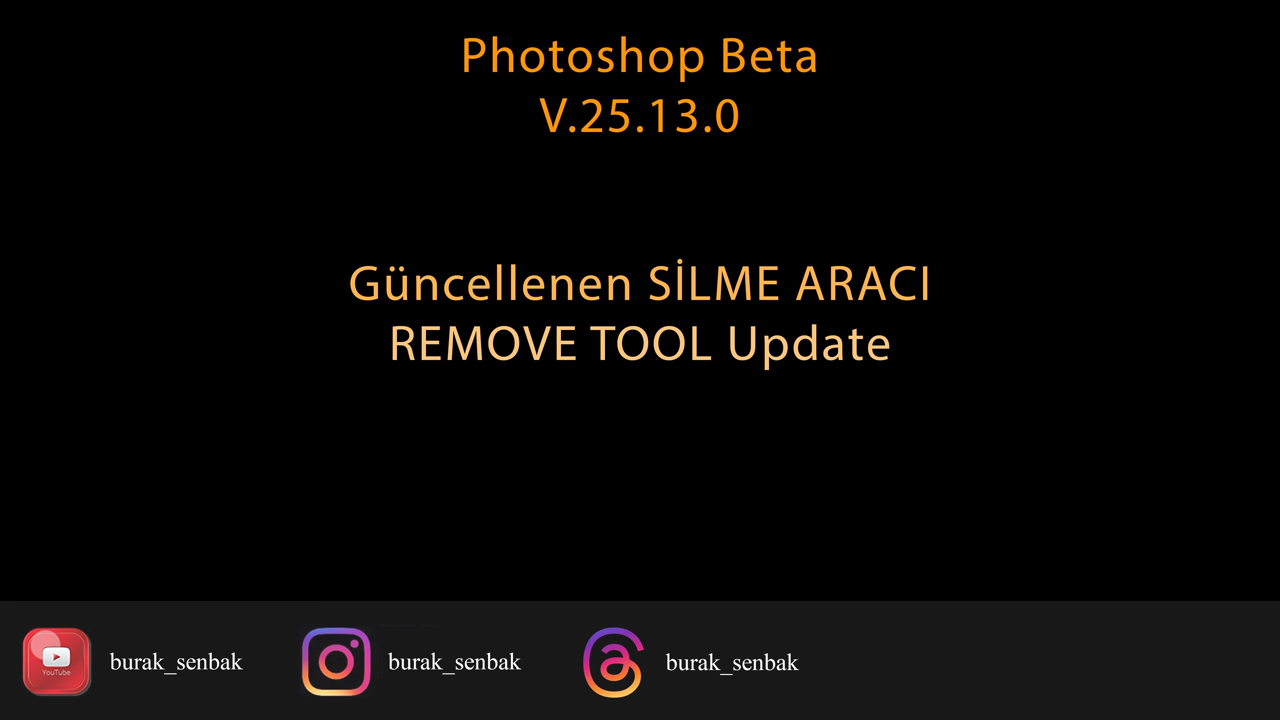 Photoshop Beta
V.25.13.0
Güncellenen SİLME ARACI
REMOVE TOOL Update
YouTube
burak_senbak
burak_senbak
burak_senbak